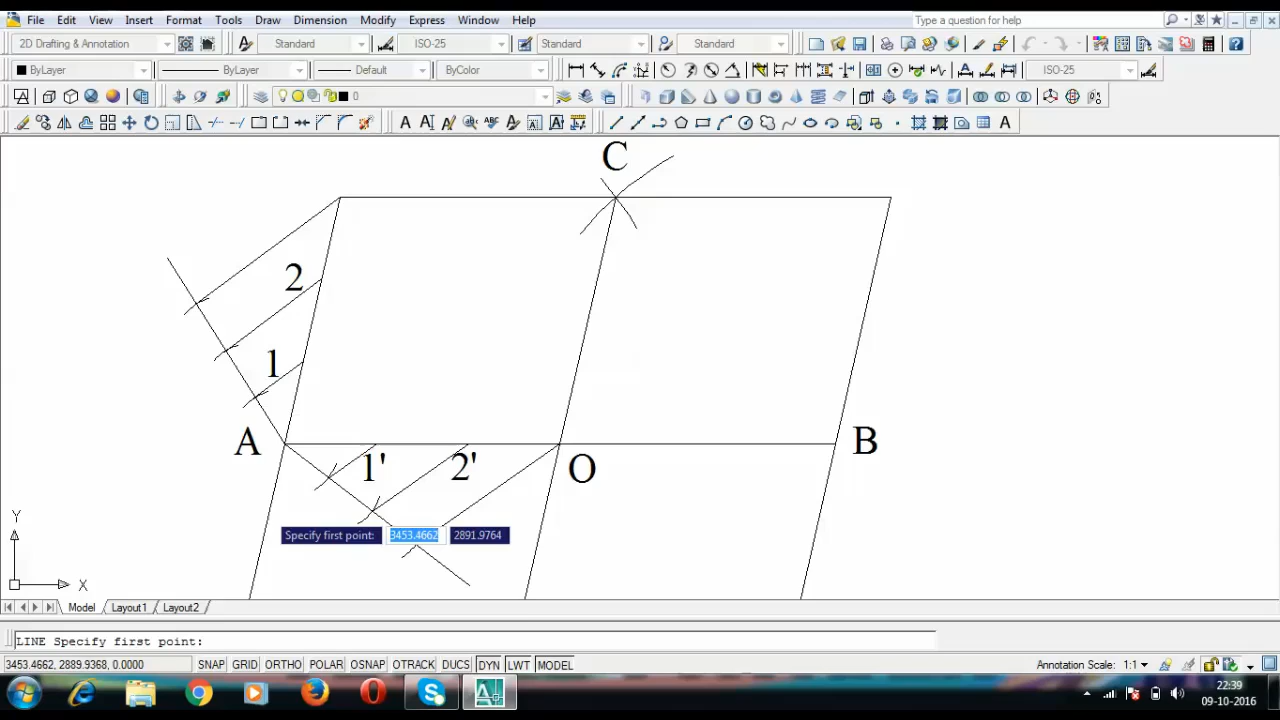 File Edit View Insert Format Tools Draw Dimension Modify Express Window Help Type a question for help
2D Drafting & Annotation Standard ISO-25 Standard Standard
ByLayer ByLayer Default ByColor ISO-25
0
C
2
1
A B
1' 2' O
Specify first point: 3453.4662 2891.9764
Y
X
Model Layout1 Layout2
LINE Specify first point:
3453.4662, 2889.9368, 0.0000 SNAP GRID ORTHO POLAR OSNAP OTRACK DUCS DYN LWT MODEL Annotation Scale: 1:1
22:39
09-10-2016